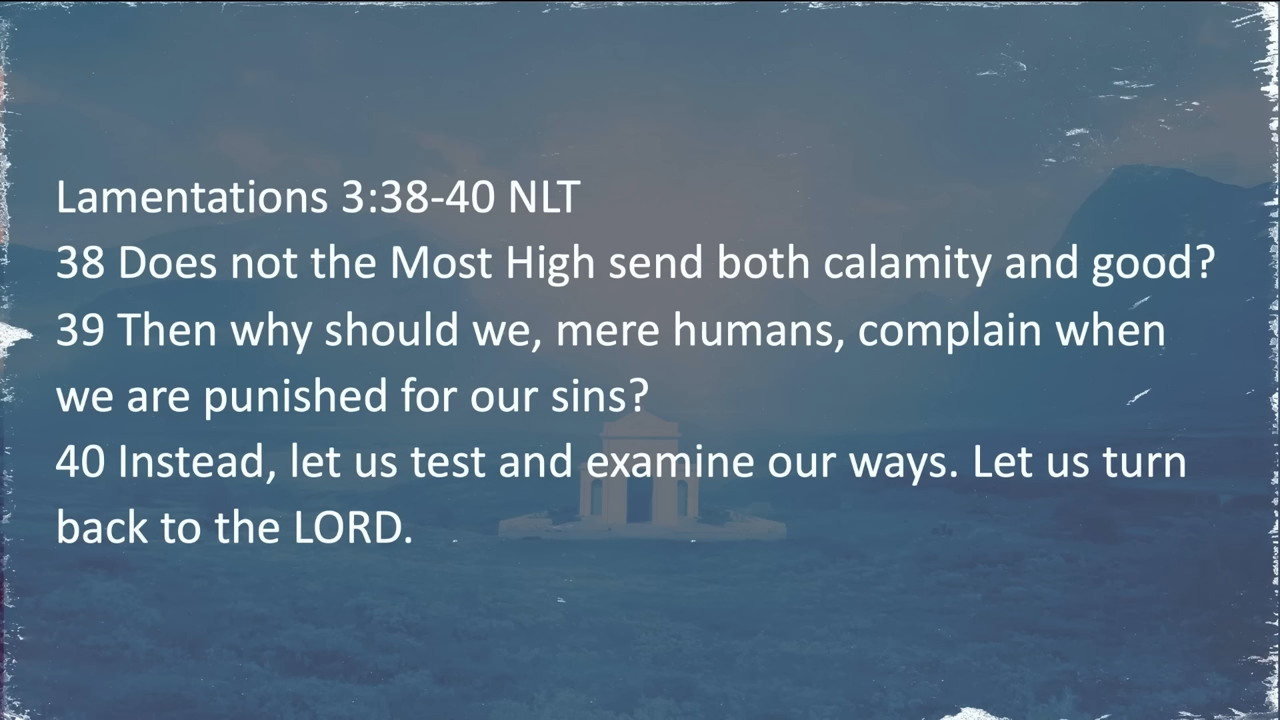 Lamentations 3:38-40 NLT
38 Does not the Most High send both calamity and good?
39 Then why should we, mere humans, complain when
we are punished for our sins?
40 Instead, let us test and examine our ways. Let us turn
back to the LORD.